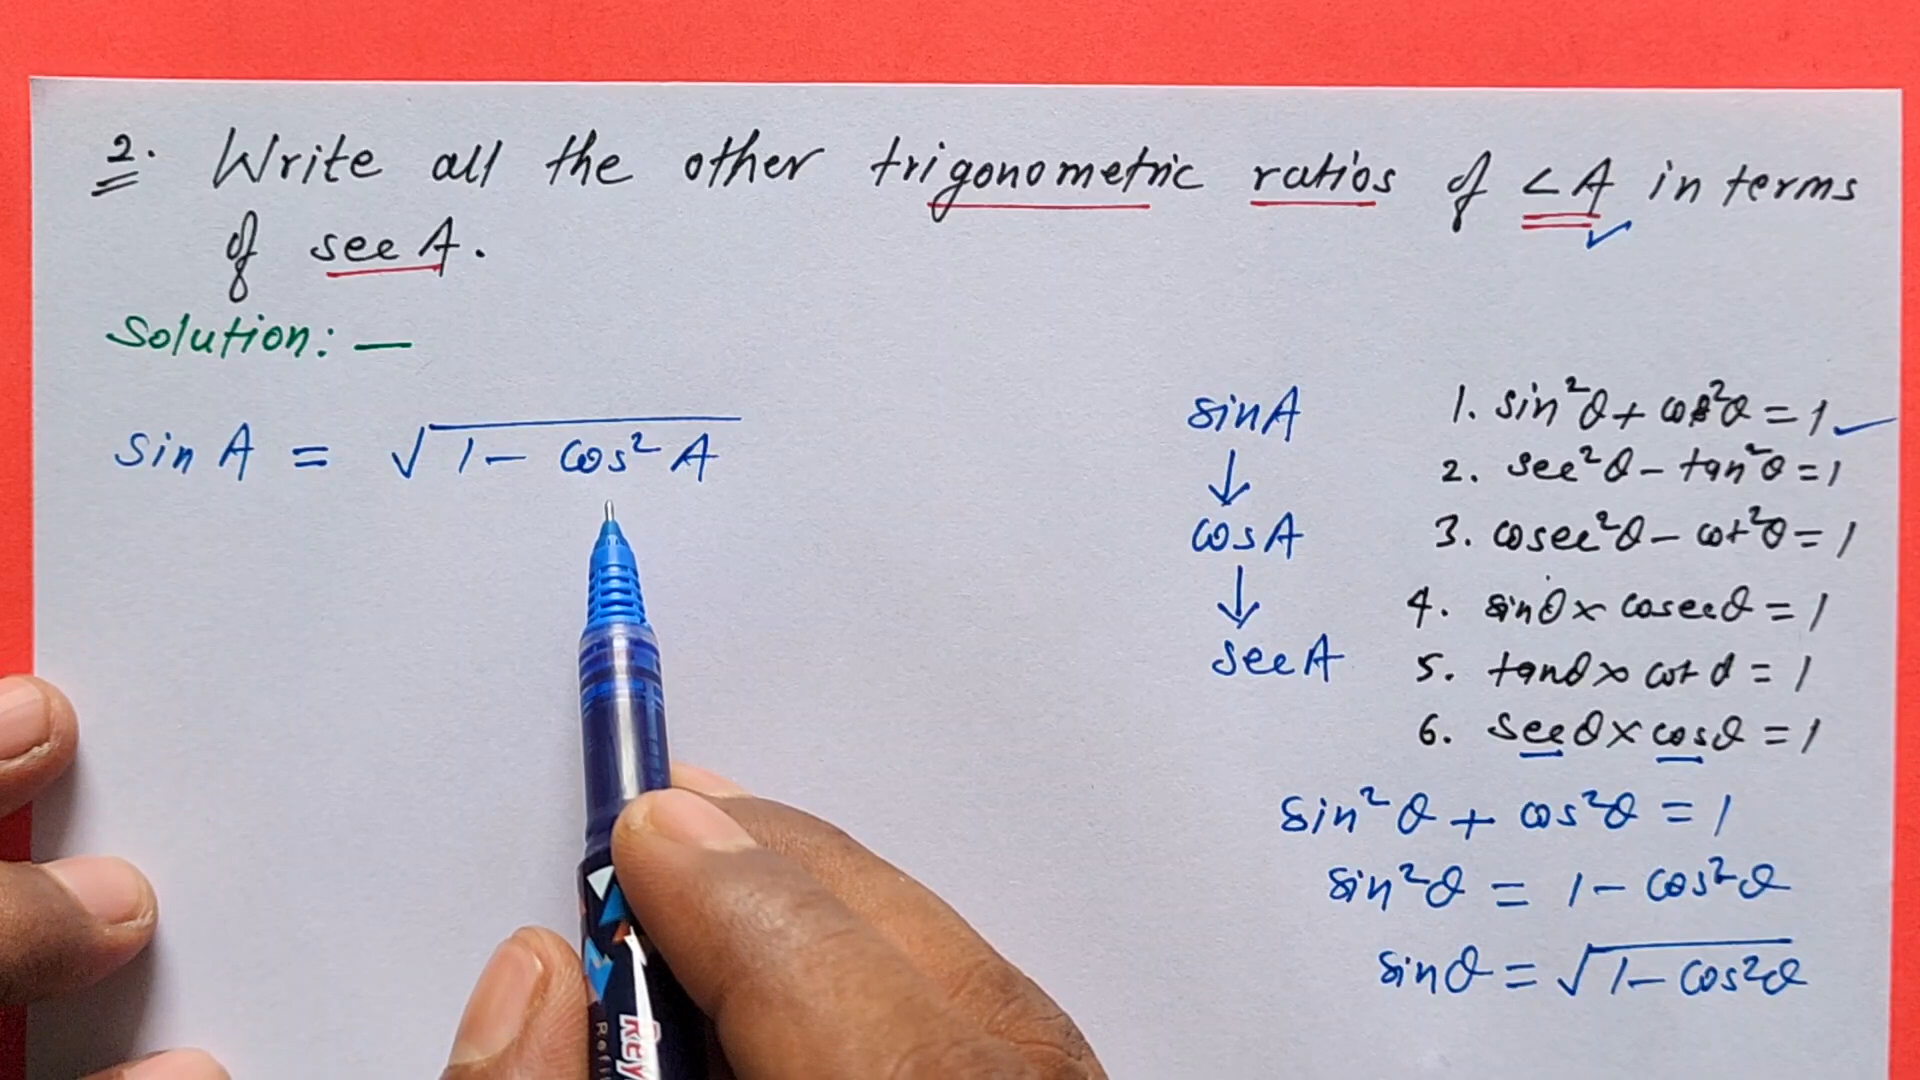 2. Write all the other trigonometric ratios of ∠A in terms
of sec A.
Solution: —
sin A = √1 - cos² A
sin A
↓
cos A
↓
sec A
1. sin²θ + cos²θ = 1
2. sec²θ - tan²θ = 1
3. cosec²θ - cot²θ = 1
4. sinθ × cosecθ = 1
5. tanθ × cotθ = 1
6. secθ × cosθ = 1
sin²θ + cos²θ = 1
sin²θ = 1 - cos²θ
sinθ = √1 - cos²θ